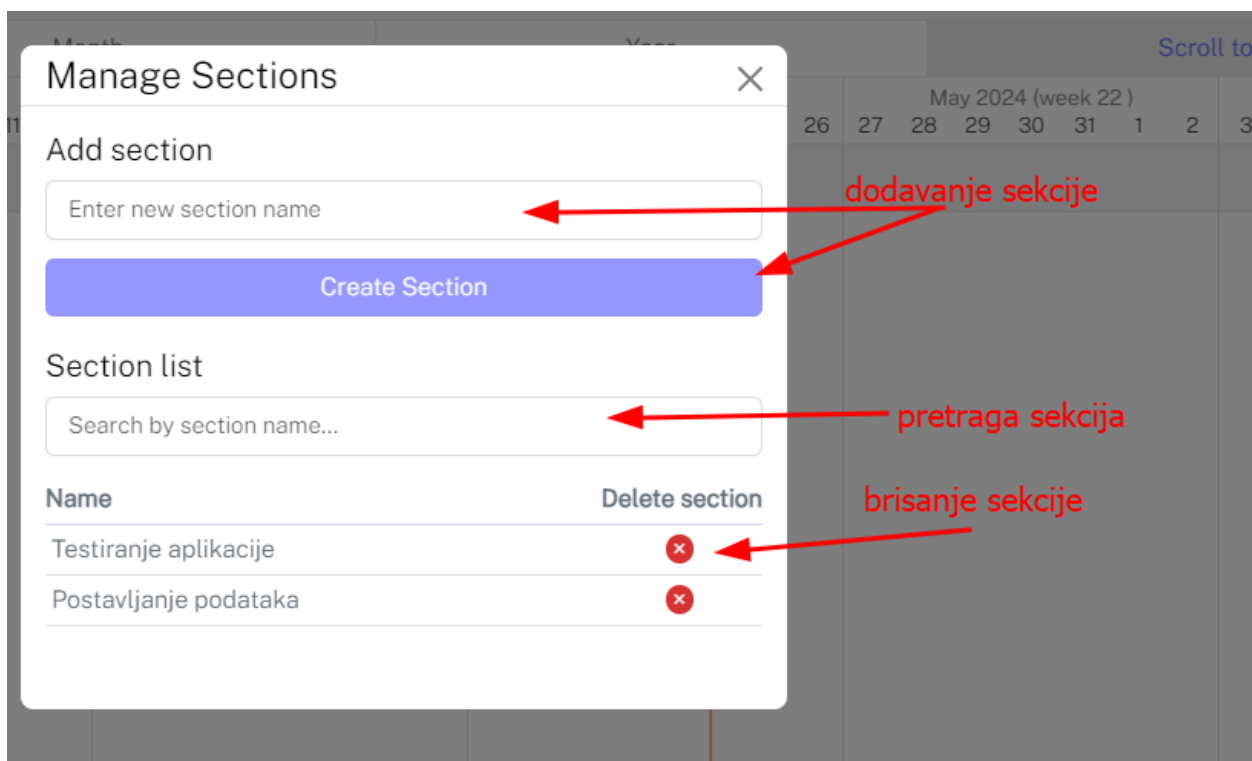 Month
Year
Scroll to
Manage Sections
May 2024 (week 22 )
11
26 27 28 29 30 31 1 2 3
Add section
Enter new section name
dodavanje sekcije
Create Section
Section list
Search by section name...
pretraga sekcija
Name
Delete section
brisanje sekcije
Testiranje aplikacije
Postavljanje podataka